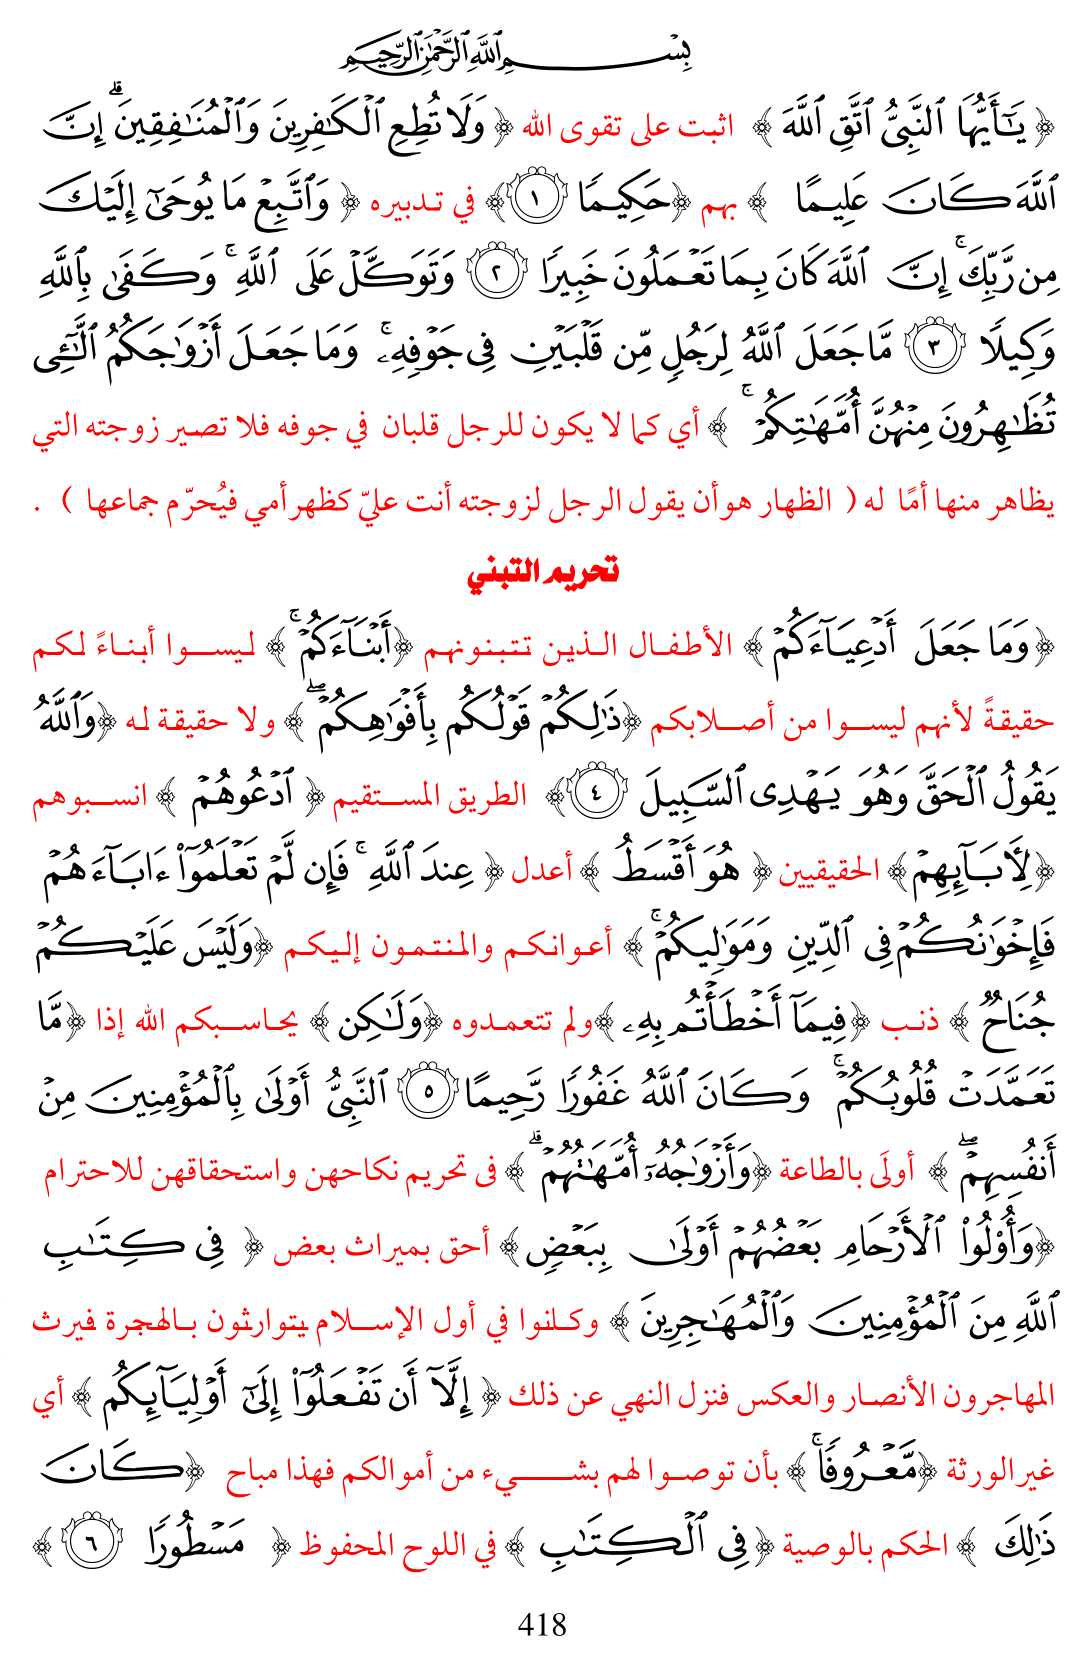 بِسْمِ اللَّهِ الرَّحْمَٰنِ الرَّحِيمِ
﴿ يَـٰٓأَيُّهَا ٱلنَّبِىُّ ٱتَّقِ ٱللَّهَ ﴾ اثبت على تقوى الله ﴿ وَلَا تُطِعِ ٱلْكَـٰفِرِينَ وَٱلْمُنَـٰفِقِينَ ۗ إِنَّ
ٱللَّهَ كَانَ عَلِيمًا ﴾ بهم ﴿حَكِيمًا ١﴾ في تدبيره ﴿ وَٱتَّبِعْ مَا يُوحَىٰٓ إِلَيْكَ
مِن رَّبِّكَ ۚ إِنَّ ٱللَّهَ كَانَ بِمَا تَعْمَلُونَ خَبِيرًا ٢ وَتَوَكَّلْ عَلَى ٱللَّهِ ۚ وَكَفَىٰ بِٱللَّهِ
وَكِيلًا ٣ مَّا جَعَلَ ٱللَّهُ لِرَجُلٍ مِّن قَلْبَيْنِ فِى جَوْفِهِۦ ۚ وَمَا جَعَلَ أَزْوَٰجَكُمُ ٱلَّـٰٓـِٔى
تُظَـٰهِرُونَ مِنْهُنَّ أُمَّهَـٰتِكُمْ ۚ ﴾ أي كما لا يكون للرجل قلبان في جوفه فلا تصير زوجته التي
يظاهر منها أمًا له ( الظهار هو أن يقول الرجل لزوجته أنت عليّ كظهر أمي فيُحرّم جماعها ) .
تحريم التبني
﴿وَمَا جَعَلَ أَدْعِيَآءَكُمْ ﴾ الأطفال الذين تتبنونهم ﴿أَبْنَآءَكُمْ ۚ ﴾ ليسوا أبناءً لكم
حقيقةً لأنهم ليسوا من أصلابكم ﴿ذَٰلِكُمْ قَوْلُكُم بِأَفْوَٰهِكُمْ ۖ ﴾ ولا حقيقة له ﴿وَٱللَّهُ
يَقُولُ ٱلْحَقَّ وَهُوَ يَهْدِى ٱلسَّبِيلَ ٤﴾ الطريق المستقيم ﴿ ٱدْعُوهُمْ ﴾ انسبوهم
﴿لِـَٔابَآئِهِمْ﴾ الحقيقيين ﴿ هُوَ أَقْسَطُ ﴾ أعدل ﴿ عِندَ ٱللَّهِ ۚ فَإِن لَّمْ تَعْلَمُوٓا۟ ءَابَآءَهُمْ
فَإِخْوَٰنُكُمْ فِى ٱلدِّينِ وَمَوَٰلِيكُمْ ۚ ﴾ أعوانكم والمنتمون إليكم ﴿وَلَيْسَ عَلَيْكُمْ
جُنَاحٌ ﴾ ذنب ﴿فِيمَآ أَخْطَأْتُم بِهِۦ ﴾ ولم تتعمدوه ﴿وَلَـٰكِن ﴾ يحاسبكم الله إذا ﴿مَّا
تَعَمَّدَتْ قُلُوبُكُمْ ۚ وَكَانَ ٱللَّهُ غَفُورًا رَّحِيمًا ٥ ٱلنَّبِىُّ أَوْلَىٰ بِٱلْمُؤْمِنِينَ مِنْ
أَنفُسِهِمْ ۖ ﴾ أولَى بالطاعة ﴿وَأَزْوَٰجُهُۥٓ أُمَّهَـٰتُهُمْ ۗ ﴾ فى تحريم نكاحهن واستحقاقهن للاحترام
﴿وَأُو۟لُوا۟ ٱلْأَرْحَامِ بَعْضُهُمْ أَوْلَىٰ بِبَعْضٍ﴾ أحق بميراث بعض ﴿ فِى كِتَـٰبِ
ٱللَّهِ مِنَ ٱلْمُؤْمِنِينَ وَٱلْمُهَـٰجِرِينَ ﴾ وكانوا في أول الإسلام يتوارثون بالهجرة فيرث
المهاجرون الأنصار والعكس فنزل النهي عن ذلك ﴿ إِلَّآ أَن تَفْعَلُوٓا۟ إِلَىٰٓ أَوْلِيَآئِكُم ﴾ أي
غير الورثة ﴿مَّعْرُوفًا ۚ ﴾ بأن توصوا لهم بشيء من أموالكم فهذا مباح ﴿كَانَ
ذَٰلِكَ ﴾ الحكم بالوصية ﴿فِى ٱلْكِتَـٰبِ ﴾ في اللوح المحفوظ ﴿ مَسْطُورًا ٦ ﴾
418